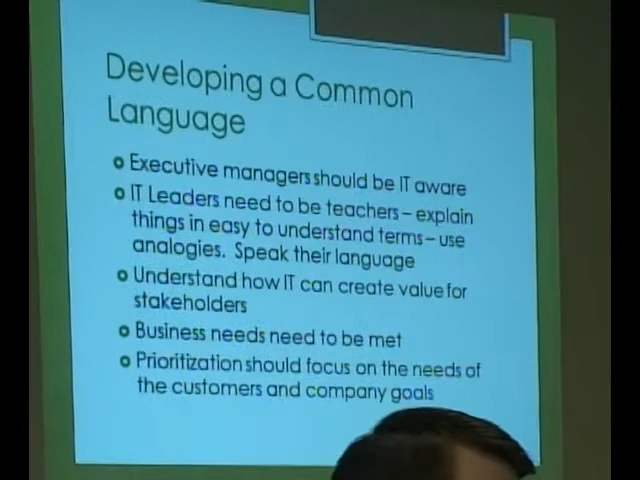 Developing a Common
Language
Executive managers should be IT aware
IT Leaders need to be teachers – explain
things in easy to understand terms – use
analogies. Speak their language
Understand how IT can create value for
stakeholders
Business needs need to be met
Prioritization should focus on the needs of
the customers and company goals